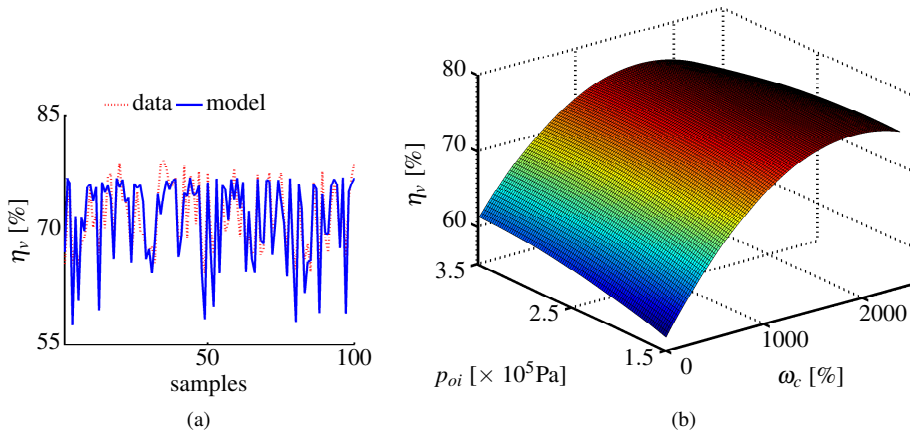 data model
85
70
55
η_v [%]
50
100
samples
(a)
80
70
60
3.5
η_v [%]
2.5
1.5
p_oi [× 10^5Pa]
0
1000
2000
ω_c [%]
(b)